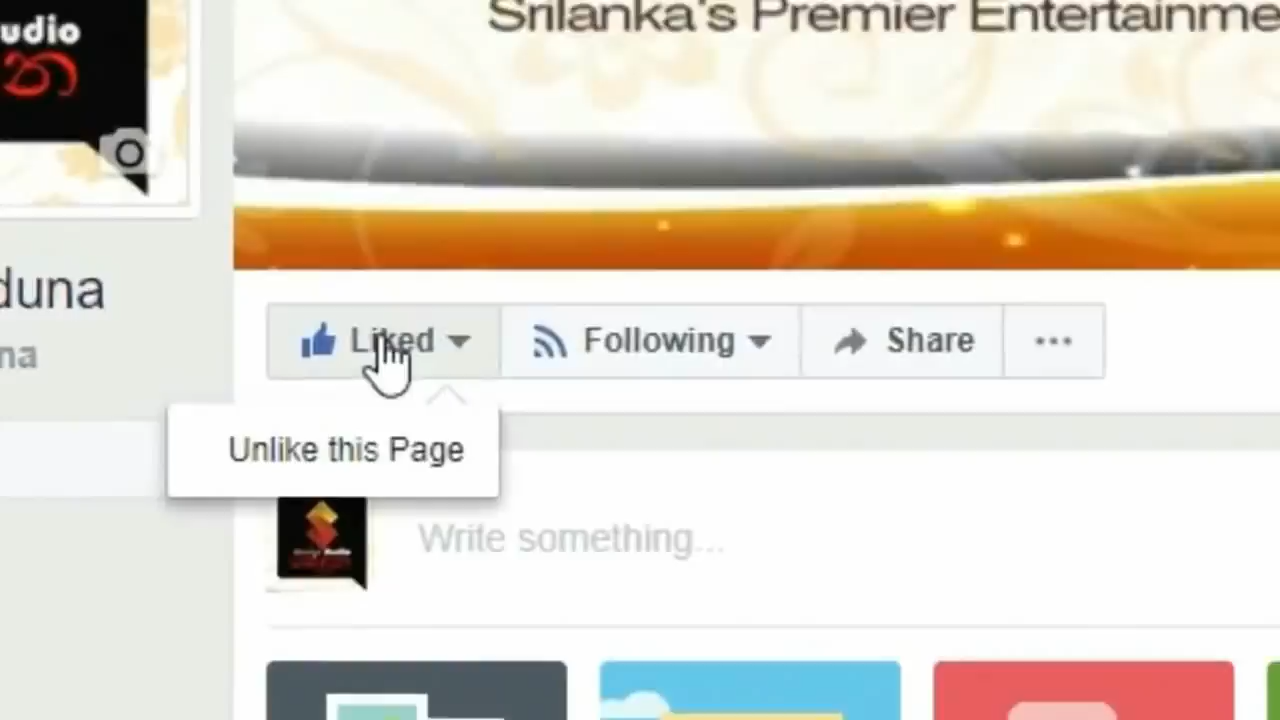 Srilanka's Premier Entertainme
udio
duna
na
Liked
Following
Share
Unlike this Page
Write something...